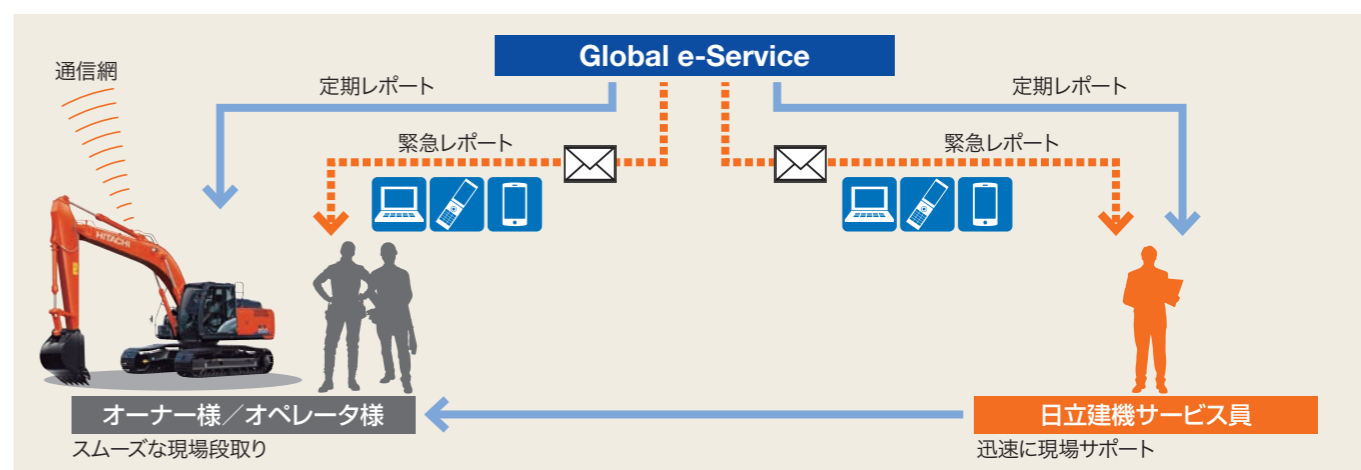 Global e-Service
通信網
定期レポート
定期レポート
緊急レポート
緊急レポート
HITACHI
オーナー様／オペレータ様
日立建機サービス員
スムーズな現場段取り
迅速に現場サポート